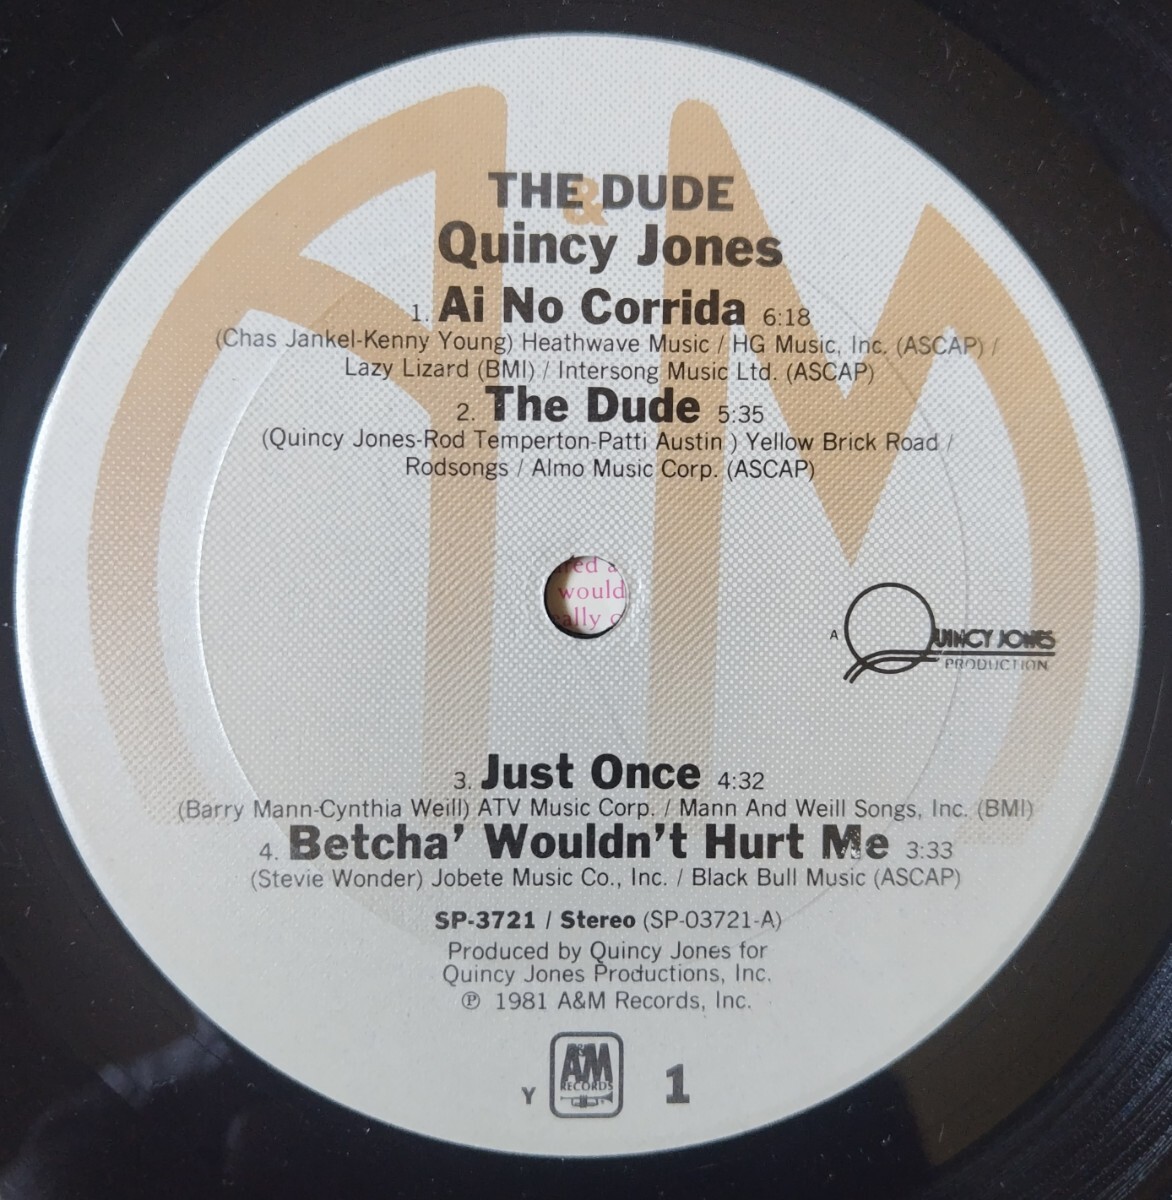 THE DUDE
&
Quincy Jones
1. Ai No Corrida 6:18
(Chas Jankel-Kenny Young) Heathwave Music / HG Music, Inc. (ASCAP) /
Lazy Lizard (BMI) / Intersong Music Ltd. (ASCAP)
2. The Dude 5:35
(Quincy Jones-Rod Temperton-Patti Austin ) Yellow Brick Road /
Rodsongs / Almo Music Corp. (ASCAP)
would
A QUINCY JONES
PRODUCTION
3. Just Once 4:32
(Barry Mann-Cynthia Weill) ATV Music Corp. / Mann And Weill Songs, Inc. (BMI)
4. Betcha' Wouldn't Hurt Me 3:33
(Stevie Wonder) Jobete Music Co., Inc. / Black Bull Music (ASCAP)
SP-3721 / Stereo (SP-03721-A)
Produced by Quincy Jones for
Quincy Jones Productions, Inc.
℗ 1981 A&M Records, Inc.
Y A&M RECORDS 1